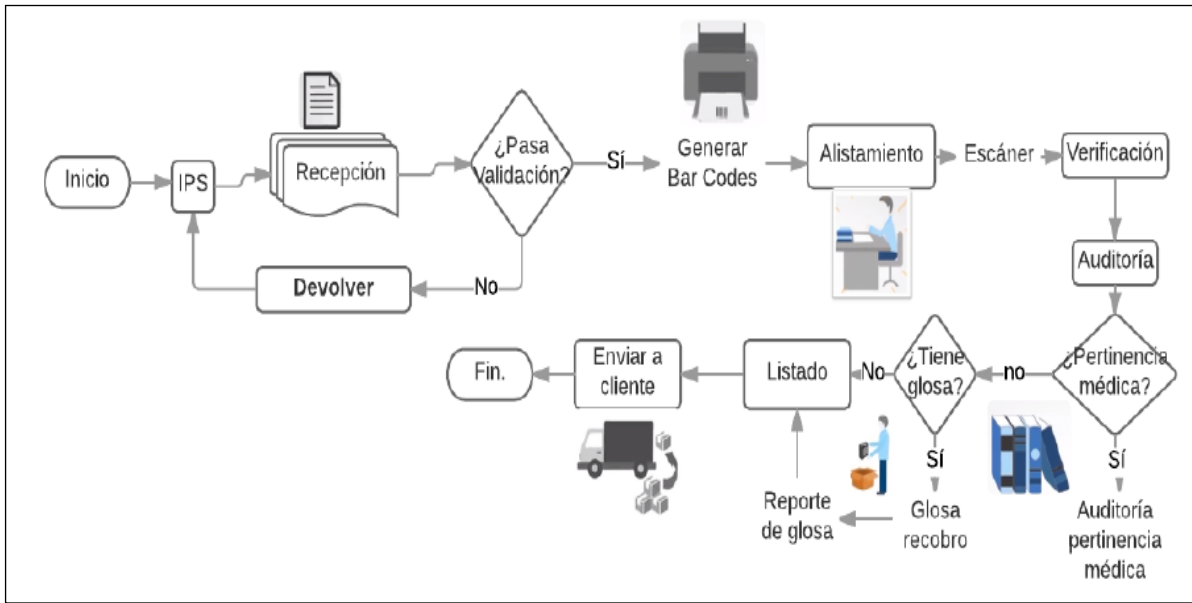 Inicio
IPS
Recepción
¿Pasa
Validación?
Sí
Generar
Bar Codes
Alistamiento
Escáner
Verificación
Devolver
No
Auditoría
¿Pertinencia
médica?
no
¿Tiene
glosa?
No
Listado
Enviar a
cliente
Fin.
Sí
Glosa
recobro
Reporte
de glosa
Sí
Auditoría
pertinencia
médica